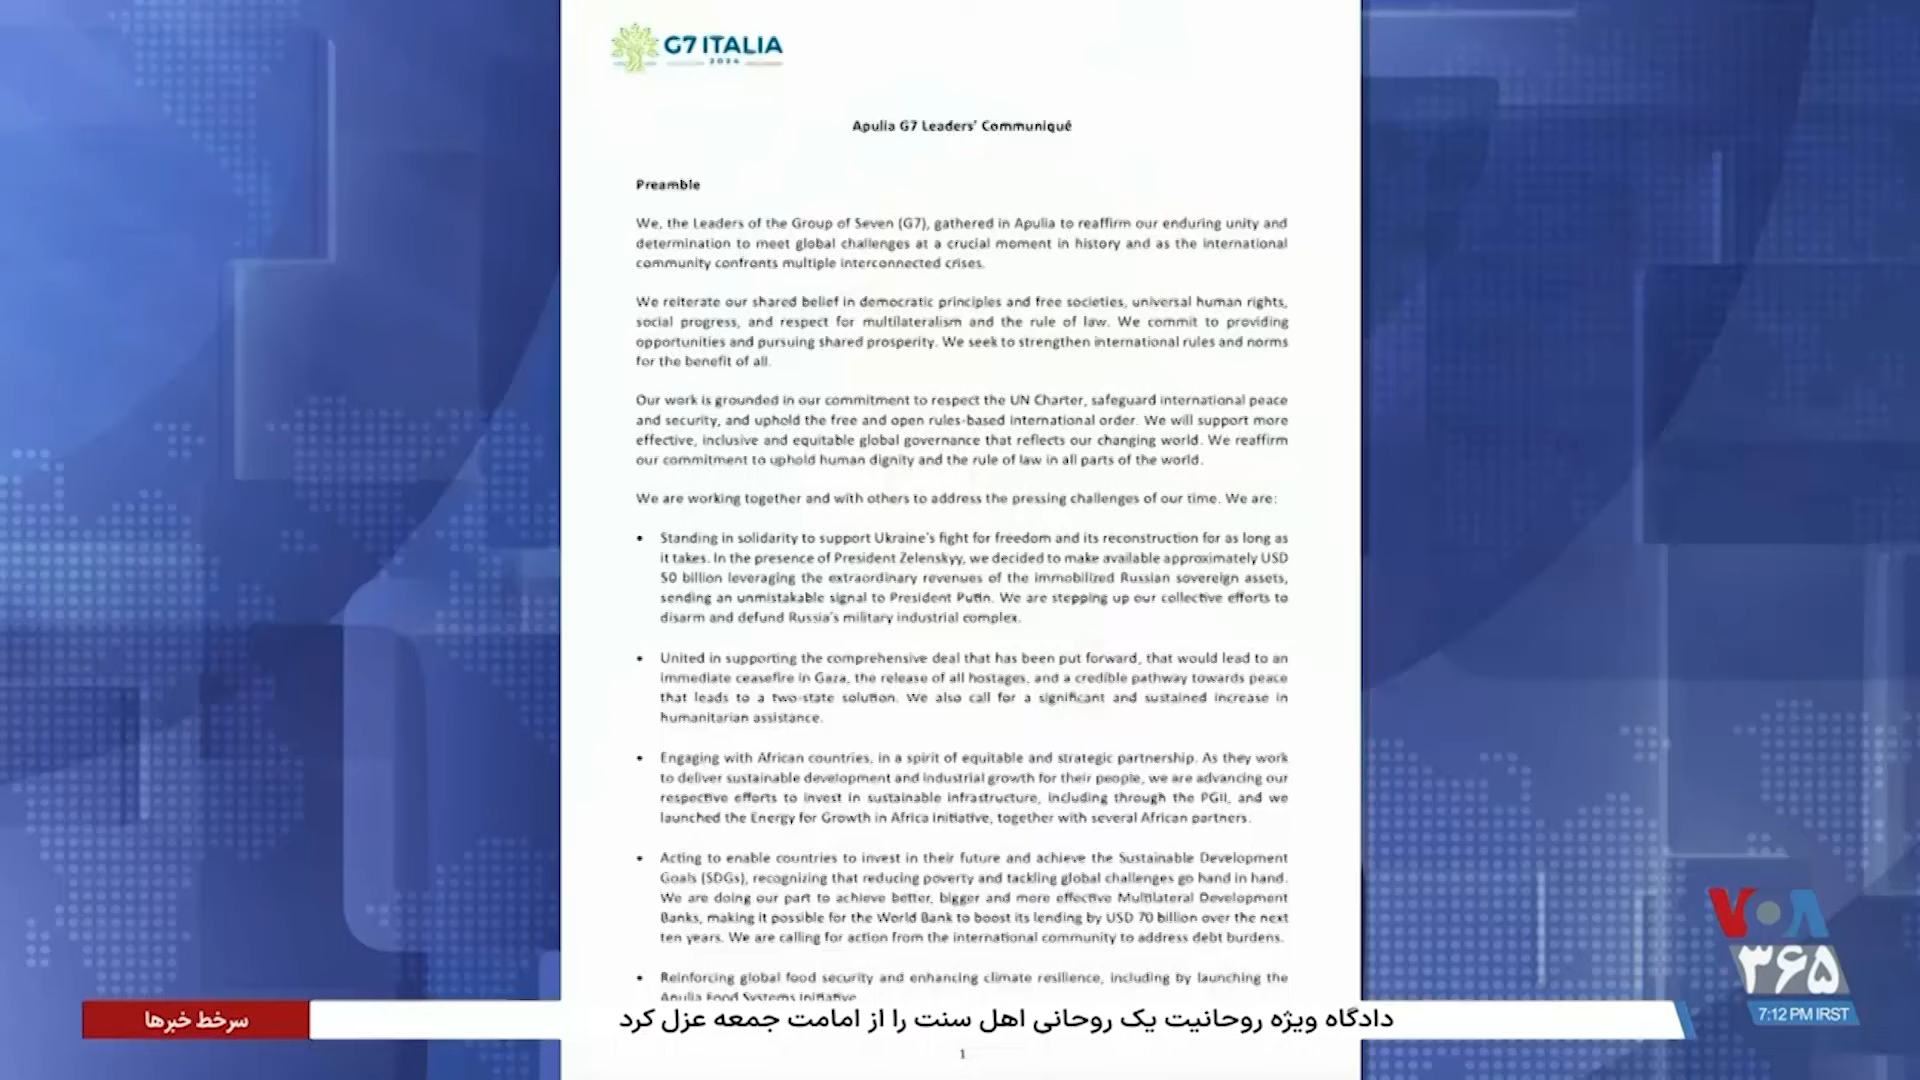 G7 ITALIA
2024
Apulia G7 Leaders' Communiqué
Preamble
We, the Leaders of the Group of Seven (G7), gathered in Apulia to reaffirm our enduring unity and
determination to meet global challenges at a crucial moment in history and as the international
community confronts multiple interconnected crises.
We reiterate our shared belief in democratic principles and free societies, universal human rights,
social progress, and respect for multilateralism and the rule of law. We commit to providing
opportunities and pursuing shared prosperity. We seek to strengthen international rules and norms
for the benefit of all.
Our work is grounded in our commitment to respect the UN Charter, safeguard international peace
and security, and uphold the free and open rules-based international order. We will support more
effective, inclusive and equitable global governance that reflects our changing world. We reaffirm
our commitment to uphold human dignity and the rule of law in all parts of the world.
We are working together and with others to address the pressing challenges of our time. We are:
• Standing in solidarity to support Ukraine's fight for freedom and its reconstruction for as long as
it takes. In the presence of President Zelenskyy, we decided to make available approximately USD
50 billion leveraging the extraordinary revenues of the immobilized Russian sovereign assets,
sending an unmistakable signal to President Putin. We are stepping up our collective efforts to
disarm and defund Russia's military industrial complex.
• United in supporting the comprehensive deal that has been put forward, that would lead to an
immediate ceasefire in Gaza, the release of all hostages, and a credible pathway towards peace
that leads to a two-state solution. We also call for a significant and sustained increase in
humanitarian assistance.
• Engaging with African countries, in a spirit of equitable and strategic partnership. As they work
to deliver sustainable development and industrial growth for their people, we are advancing our
respective efforts to invest in sustainable infrastructure, including through the PGII, and we
launched the Energy for Growth in Africa initiative, together with several African partners.
• Acting to enable countries to invest in their future and achieve the Sustainable Development
Goals (SDGs), recognizing that reducing poverty and tackling global challenges go hand in hand.
We are doing our part to achieve better, bigger and more effective Multilateral Development
Banks, making it possible for the World Bank to boost its lending by USD 70 billion over the next
ten years. We are calling for action from the international community to address debt burdens.
• Reinforcing global food security and enhancing climate resilience, including by launching the
Apulia Food Systems Initiative
VOA
۳۶۵
7:12 PM IRST
سرخط خبرها
دادگاه ویژه روحانیت یک روحانی اهل سنت را از امامت جمعه عزل کرد
1